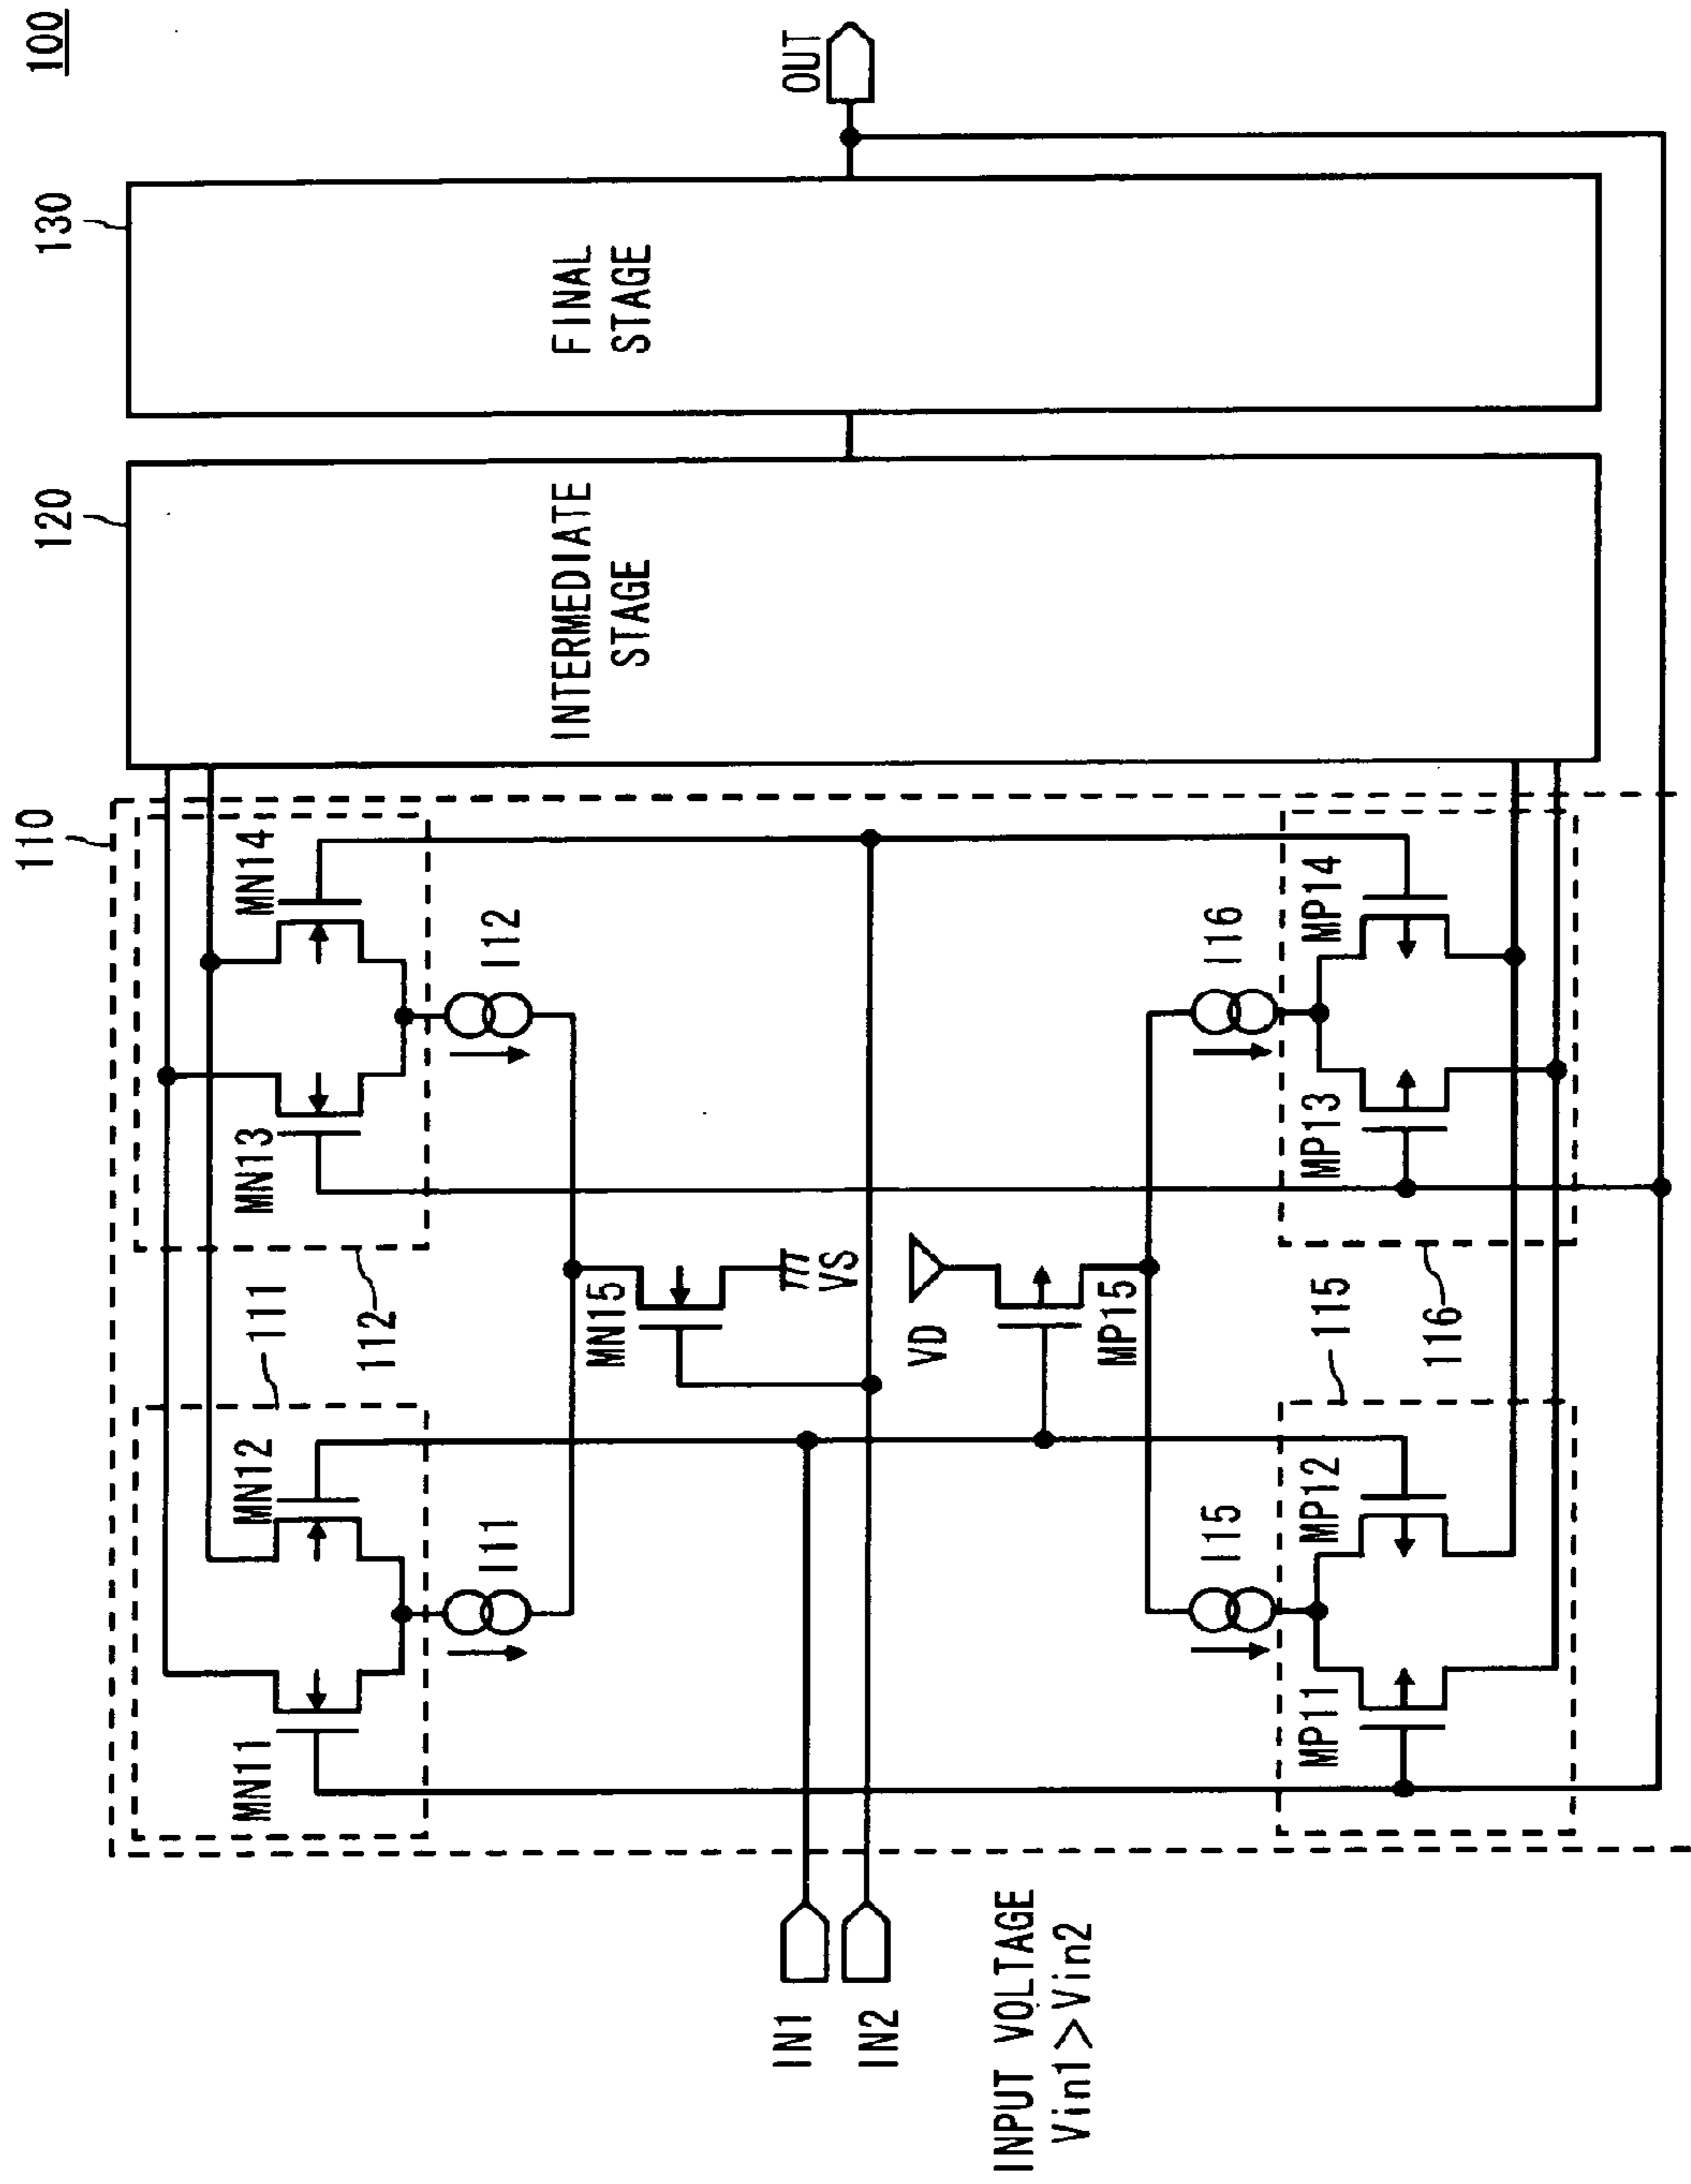 100
110
120
130
111
112
MN11
MN12
MN13
MN14
I11
I12
INTERMEDIATE
STAGE
FINAL
STAGE
OUT
MN15
VS
IN1
IN2
VD
MP15
INPUT VOLTAGE
Vin1>Vin2
I15
I16
MP11
MP12
MP13
MP14
115
116